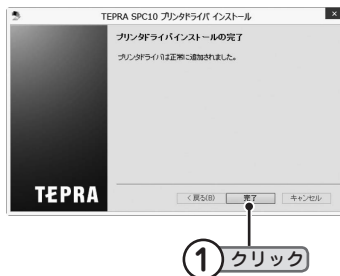 TEPRA SPC10 プリンタドライバ インストール
プリンタドライバインストールの完了
プリンタドライバは正常に追加されました。
TEPRA
< 戻る(B)
完了
キャンセル
① クリック